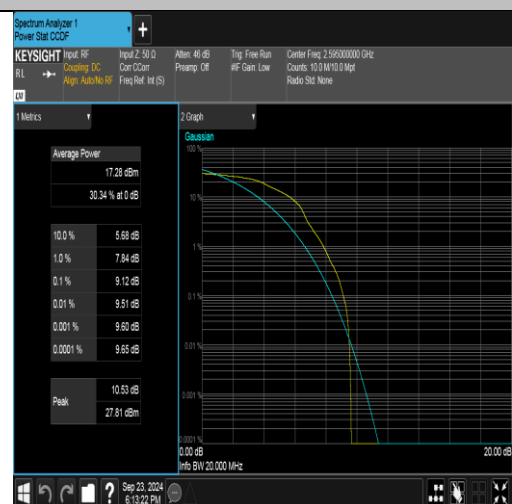 Spectrum Analyzer 1
Power Stat CCDF
+
KEYSIGHT
RL
Input: RF
Coupling: DC
Align: Auto/No RF
Input Z: 50 Ω
Corr CCorr
Freq Ref: Int (S)
Atten: 46 dB
Preamp: Off
Trig: Free Run
#IF Gain: Low
Center Freq: 2.595000000 GHz
Counts: 10.0 M/10.0 Mpt
Radio Std: None
1 Metrics
Average Power
17.28 dBm
30.34 % at 0 dB
10.0 % 5.68 dB
1.0 % 7.84 dB
0.1 % 9.12 dB
0.01 % 9.51 dB
0.001 % 9.60 dB
0.0001 % 9.65 dB
Peak
10.53 dB
27.81 dBm
2 Graph
Gaussian
100 %
10 %
1 %
0.1 %
0.01 %
0.001 %
0.0001 %
0.00 dB 20.00 dB
Info BW 20.000 MHz
?
Sep 23, 2024
6:13:22 PM